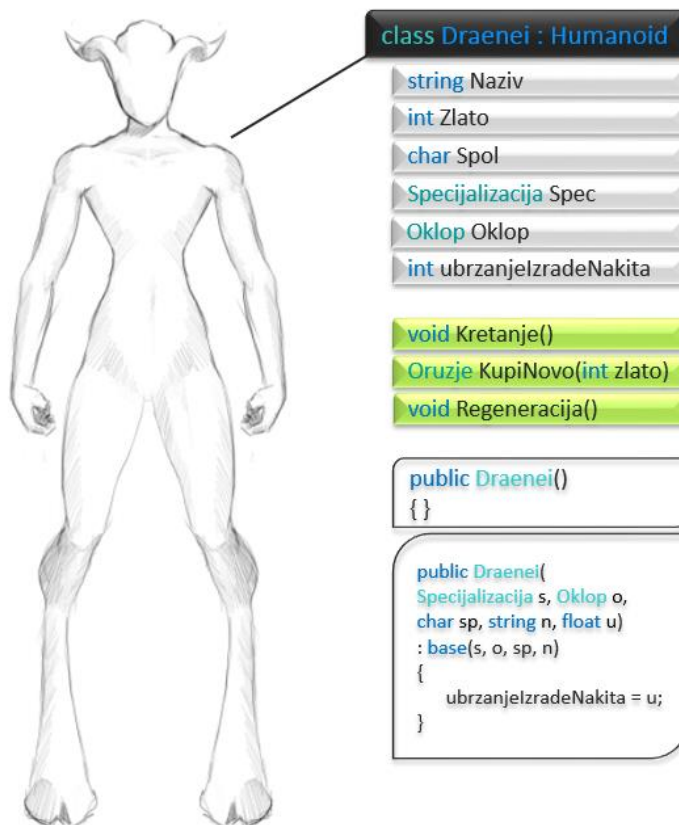 class Draenei : Humanoid
string Naziv
int Zlato
char Spol
Specijalizacija Spec
Oklop Oklop
int ubrzanjeIzradeNakita
void Kretanje()
Oruzje KupiNovo(int zlato)
void Regeneracija()
public Draenei()
{ }
public Draenei(
Specijalizacija s, Oklop o,
char sp, string n, float u)
: base(s, o, sp, n)
{
ubrzanjeIzradeNakita = u;
}